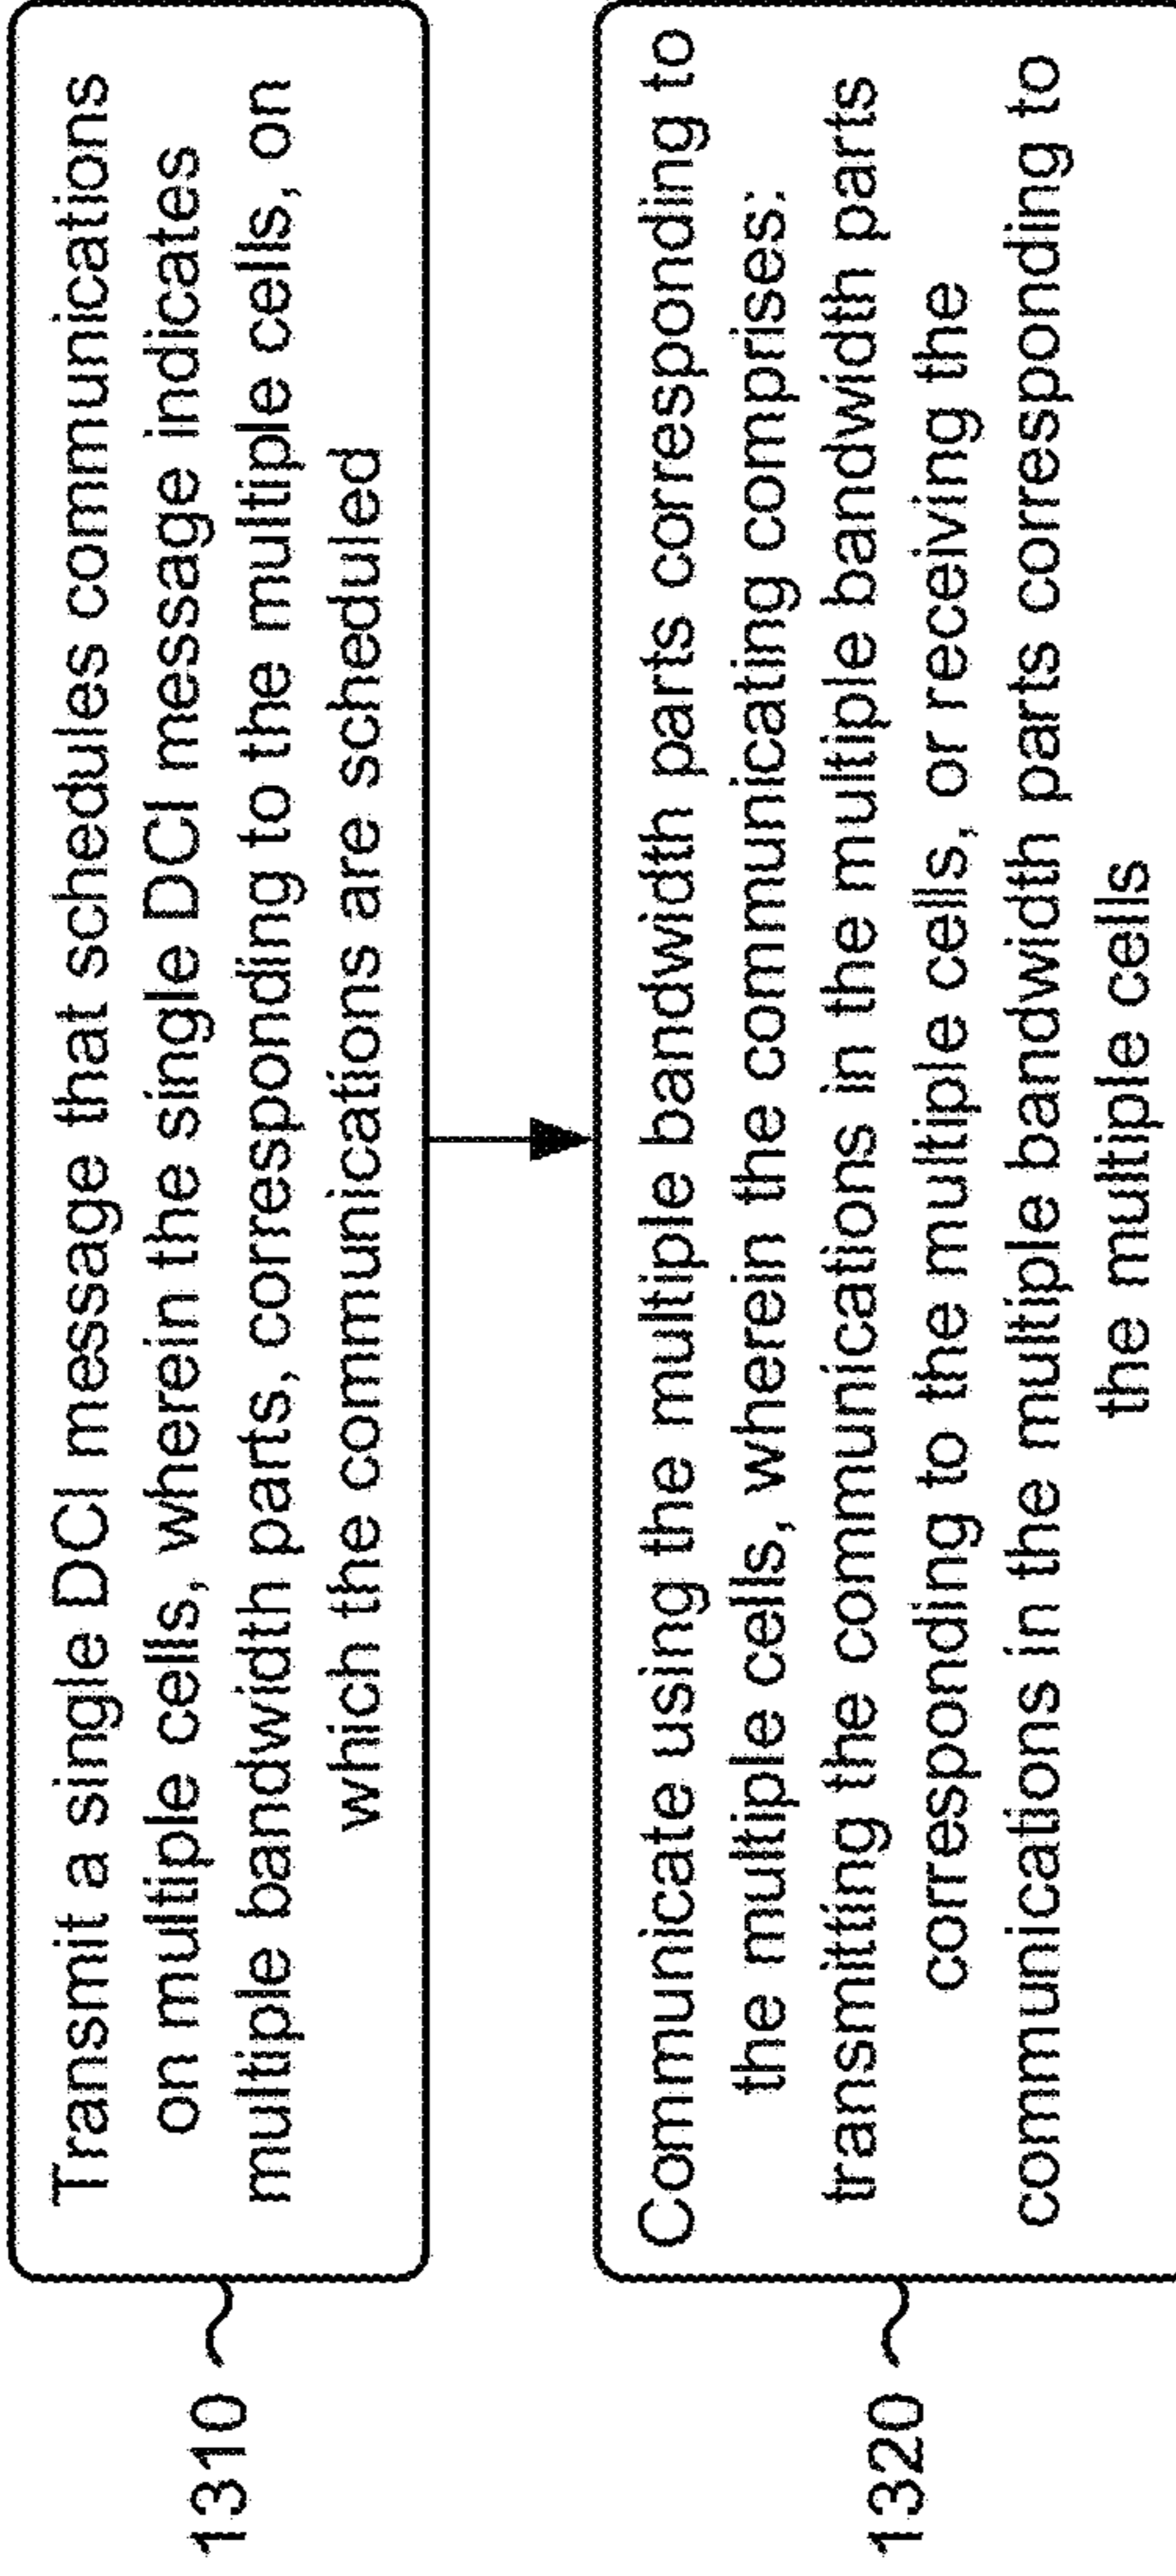 1310
Transmit a single DCI message that schedules communications
on multiple cells, wherein the single DCI message indicates
multiple bandwidth parts, corresponding to the multiple cells, on
which the communications are scheduled
1320
Communicate using the multiple bandwidth parts corresponding to
the multiple cells, wherein the communicating comprises:
transmitting the communications in the multiple bandwidth parts
corresponding to the multiple cells, or receiving the
communications in the multiple bandwidth parts corresponding to
the multiple cells